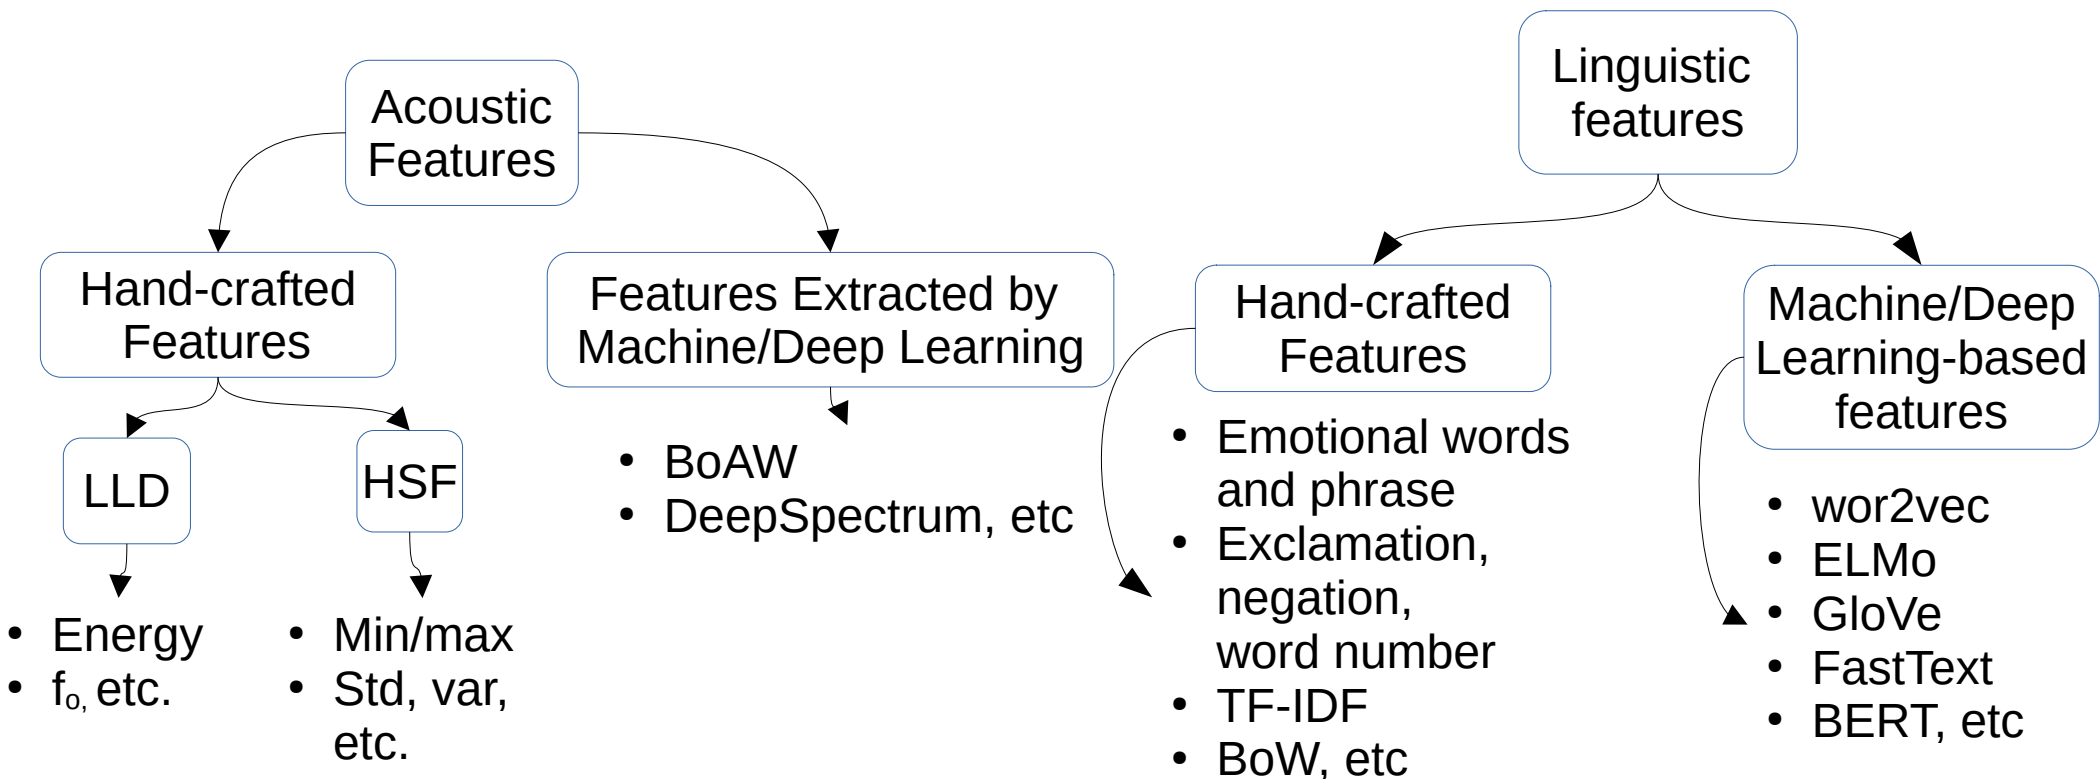 Acoustic
Features
Hand-crafted
Features
LLD
• Energy
• fo, etc.
HSF
• Min/max
• Std, var,
etc.
Features Extracted by
Machine/Deep Learning
• BoAW
• DeepSpectrum, etc
Linguistic
features
Hand-crafted
Features
• Emotional words
and phrase
• Exclamation,
negation,
word number
• TF-IDF
• BoW, etc
Machine/Deep
Learning-based
features
• wor2vec
• ELMo
• GloVe
• FastText
• BERT, etc